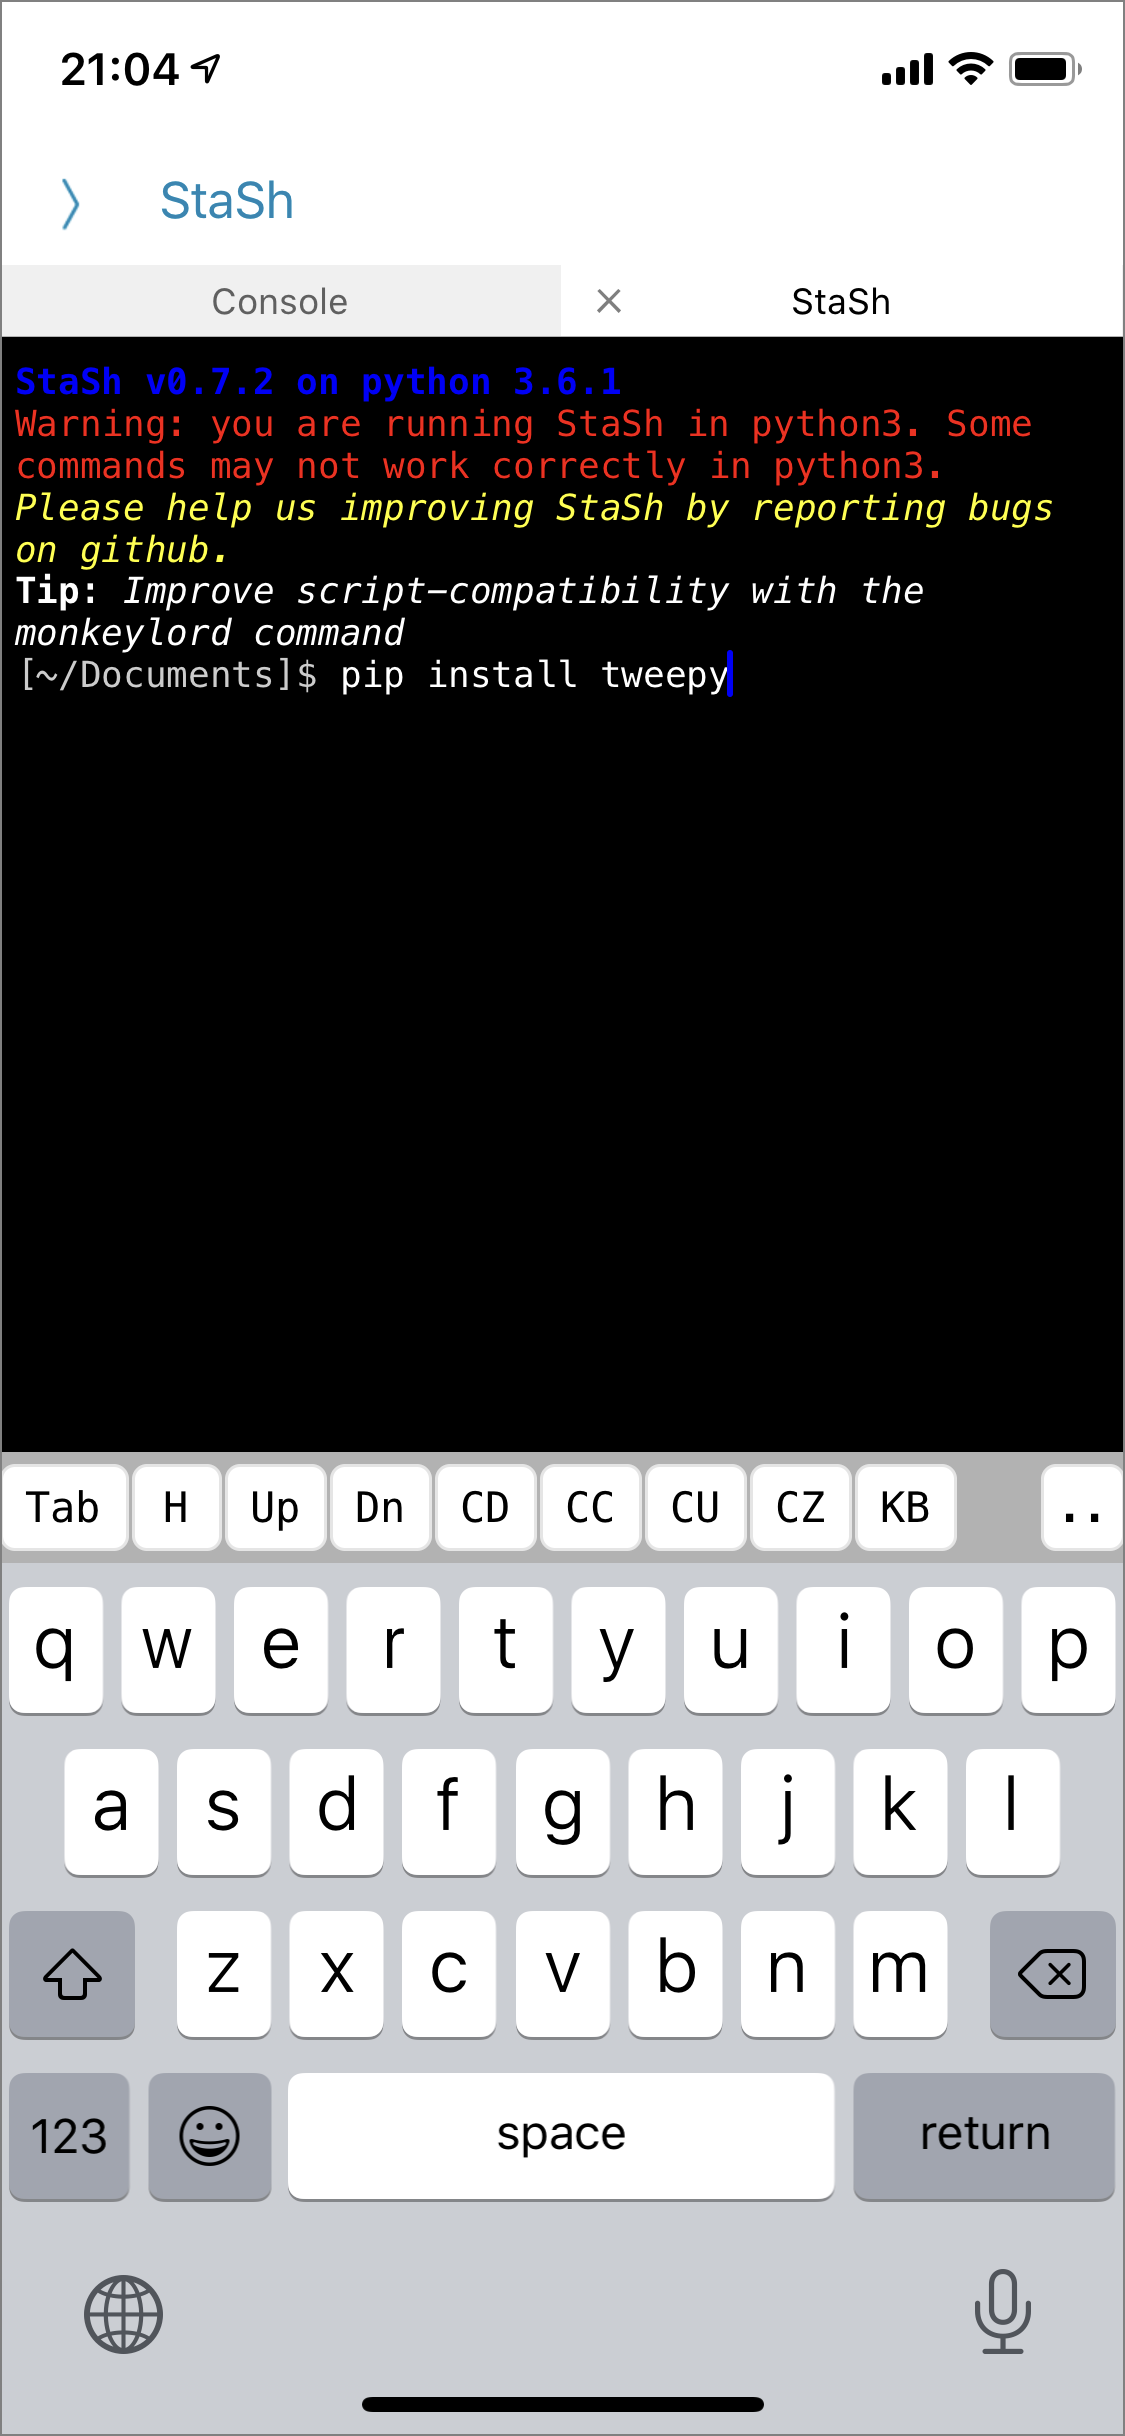 21:04
StaSh
Console
StaSh
StaSh v0.7.2 on python 3.6.1
Warning: you are running StaSh in python3. Some
commands may not work correctly in python3.
Please help us improving StaSh by reporting bugs
on github.
Tip: Improve script-compatibility with the
monkeylord command
[~/Documents]$ pip install tweepy
Tab H Up Dn CD CC CU CZ KB ..
q w e r t y u i o p
a s d f g h j k l
z x c v b n m
123 space return